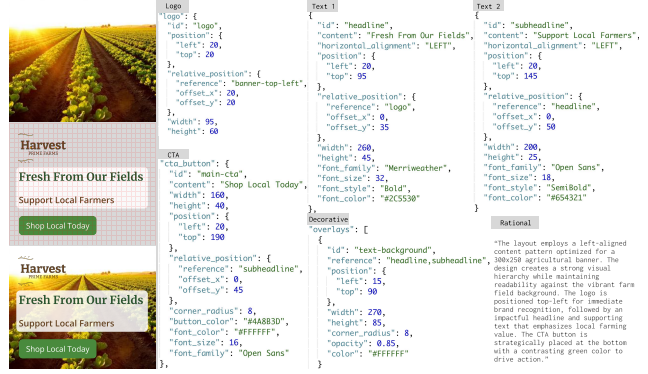 Logo
"logo": {
"id": "logo",
"position": {
"left": 20,
"top": 20
},
"relative_position": {
"reference": "banner-top-left",
"offset_x": 20,
"offset_y": 20
},
"width": 95,
"height": 60
CTA
"cta_button": {
"id": "main-cta",
"content": "Shop Local Today",
"width": 160,
"height": 40,
"position": {
"left": 20,
"top": 190
},
"relative_position": {
"reference": "subheadline",
"offset_x": 0,
"offset_y": 45
},
"corner_radius": 8,
"button_color": "#4A8B3D",
"font_color": "#FFFFFF",
"font_size": 16,
"font_family": "Open Sans"
Text 1
{
"id": "headline",
"content": "Fresh From Our Fields",
"horizontal_alignment": "LEFT",
"position": {
"left": 20,
"top": 95
},
"relative_position": {
"reference": "logo",
"offset_x": 0,
"offset_y": 35
},
"width": 260,
"height": 45,
"font_family": "Merriweather",
"font_size": 32,
"font_style": "Bold",
"font_color": "#2C5530"
}
Decorative
"overlays": [
{
"id": "text-background",
"reference": "headline,subheadline",
"position": {
"left": 15,
"top": 90
},
"width": 270,
"height": 85,
"corner_radius": 8,
"opacity": 0.85,
"color": "#FFFFFF"
}
Text 2
{
"id": "subheadline",
"content": "Support Local Farmers",
"horizontal_alignment": "LEFT",
"position": {
"left": 20,
"top": 145
},
"relative_position": {
"reference": "headline",
"offset_x": 0,
"offset_y": 50
},
"width": 200,
"height": 25,
"font_family": "Open Sans",
"font_size": 18,
"font_style": "SemiBold",
"font_color": "#654321"
}
Rational
"The layout employs a left-aligned
content pattern optimized for a
300x250 agricultural banner. The
design creates a strong visual
hierarchy while maintaining
readability against the vibrant farm
field background. The logo is
positioned top-left for immediate
brand recognition, followed by an
impactful headline and supporting
text that emphasizes local farming
value. The CTA button is
strategically placed at the bottom
with a contrasting green color to
drive action."
Harvest
PRIME FARMS
Fresh From Our Fields
Support Local Farmers
Shop Local Today
Harvest
PRIME FARMS
Fresh From Our Fields
Support Local Farmers
Shop Local Today